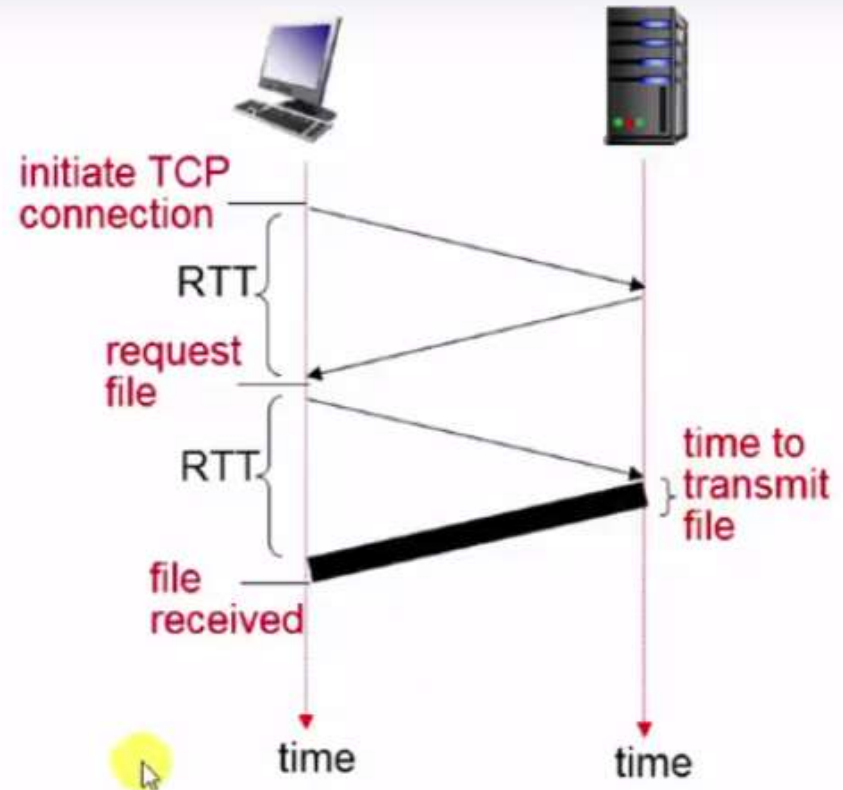 initiate TCP
connection
RTT
request
file
RTT
time to
transmit
file
file
received
time
time